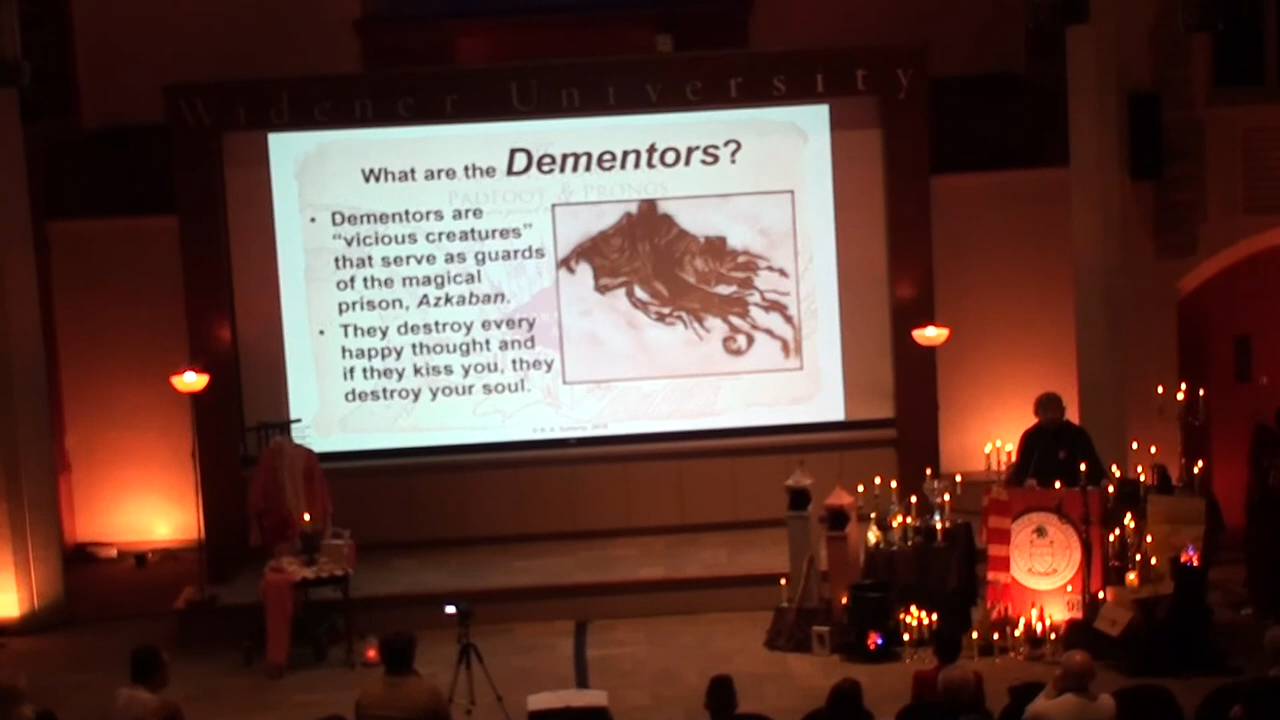 Widener University
What are the Dementors?
PADFOOT & PRONGS
• Dementors are
“vicious creatures”
that serve as guards
of the magical
prison, Azkaban.
• They destroy every
happy thought and
if they kiss you, they
destroy your soul.